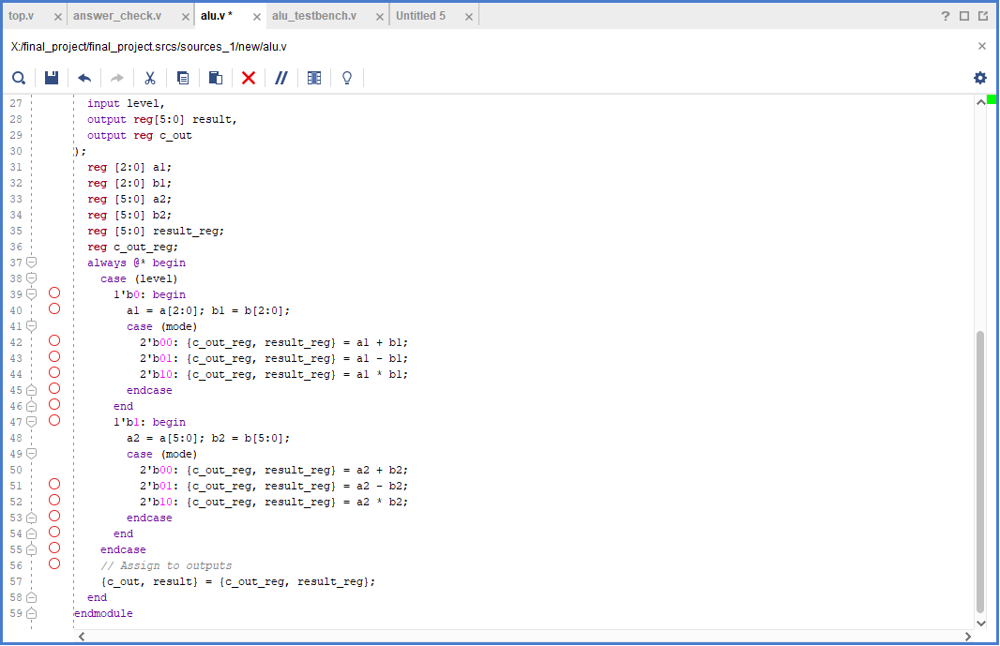 top.v answer_check.v alu.v * alu_testbench.v Untitled 5
X:/final_project/final_project.srcs/sources_1/new/alu.v
27 input level,
28 output reg[5:0] result,
29 output reg c_out
30 );
31 reg [2:0] a1;
32 reg [2:0] b1;
33 reg [5:0] a2;
34 reg [5:0] b2;
35 reg [5:0] result_reg;
36 reg c_out_reg;
37 always @* begin
38 case (level)
39 1'b0: begin
40 a1 = a[2:0]; b1 = b[2:0];
41 case (mode)
42 2'b00: {c_out_reg, result_reg} = a1 + b1;
43 2'b01: {c_out_reg, result_reg} = a1 - b1;
44 2'b10: {c_out_reg, result_reg} = a1 * b1;
45 endcase
46 end
47 1'b1: begin
48 a2 = a[5:0]; b2 = b[5:0];
49 case (mode)
50 2'b00: {c_out_reg, result_reg} = a2 + b2;
51 2'b01: {c_out_reg, result_reg} = a2 - b2;
52 2'b10: {c_out_reg, result_reg} = a2 * b2;
53 endcase
54 end
55 endcase
56 // Assign to outputs
57 {c_out, result} = {c_out_reg, result_reg};
58 end
59 endmodule